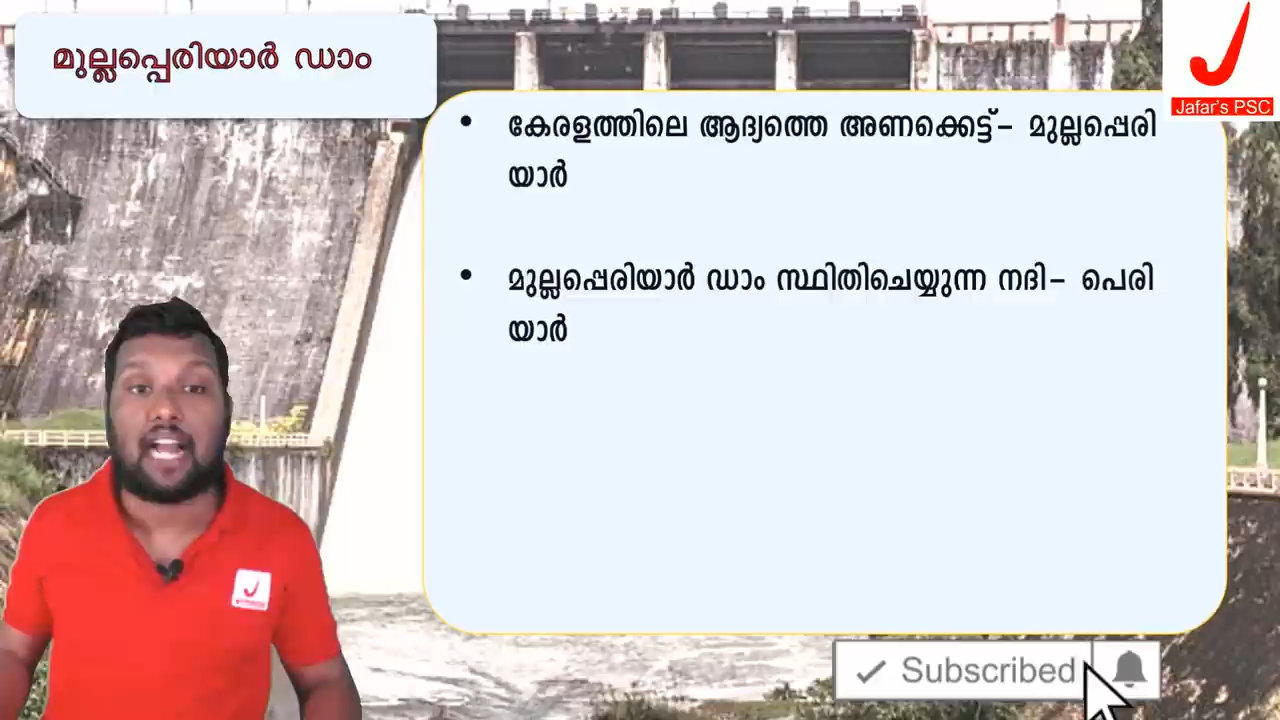 മുല്ലപ്പെരിയാർ ഡാം
Jafar's PSC
• കേരളത്തിലെ ആദ്യത്തെ അണക്കെട്ട്– മുല്ലപ്പെരി
യാർ
• മുല്ലപ്പെരിയാർ ഡാം സ്ഥിതിചെയ്യുന്ന നദി– പെരി
യാർ
Subscribed